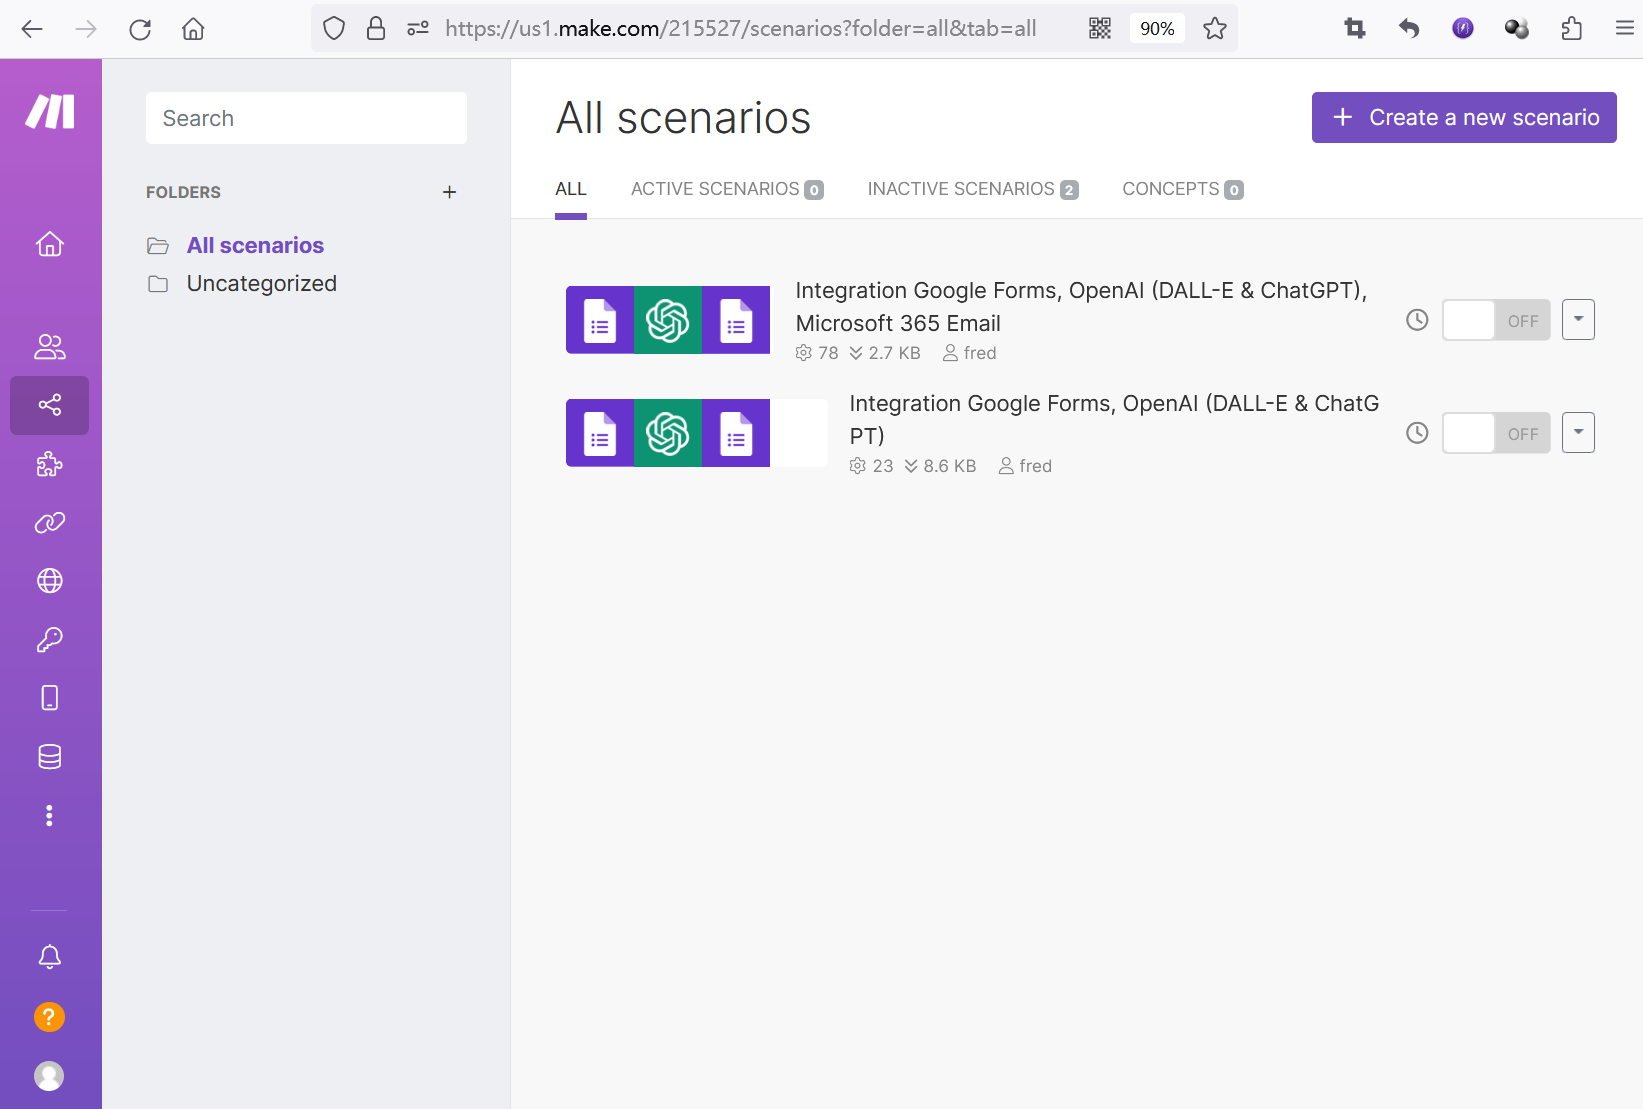 https://us1.make.com/215527/scenarios?folder=all&tab=all
90%
Search
FOLDERS
All scenarios
Uncategorized
All scenarios
+ Create a new scenario
ALL ACTIVE SCENARIOS 0 INACTIVE SCENARIOS 2 CONCEPTS 0
Integration Google Forms, OpenAI (DALL-E & ChatGPT),
Microsoft 365 Email
78 2.7 KB fred
OFF
Integration Google Forms, OpenAI (DALL-E & ChatG
PT)
23 8.6 KB fred
OFF
?